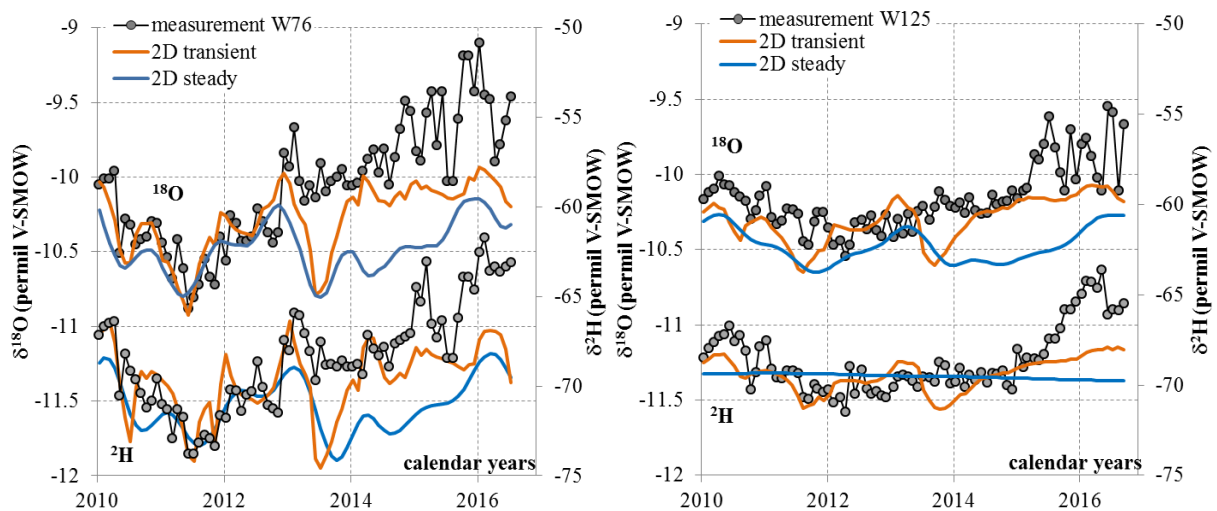 measurement W76
2D transient
2D steady
-9
-9.5
-10
-10.5
-11
-11.5
-12
δ¹⁸O (permil V-SMOW)
-50
-55
-60
-65
-70
-75
δ²H (permil V-SMOW)
¹⁸O
²H
calendar years
2010
2012
2014
2016
measurement W125
2D transient
2D steady
-9
-9.5
-10
-10.5
-11
-11.5
-12
δ¹⁸O (permil V-SMOW)
-50
-55
-60
-65
-70
-75
δ²H (permil V-SMOW)
¹⁸O
²H
calendar years
2010
2012
2014
2016